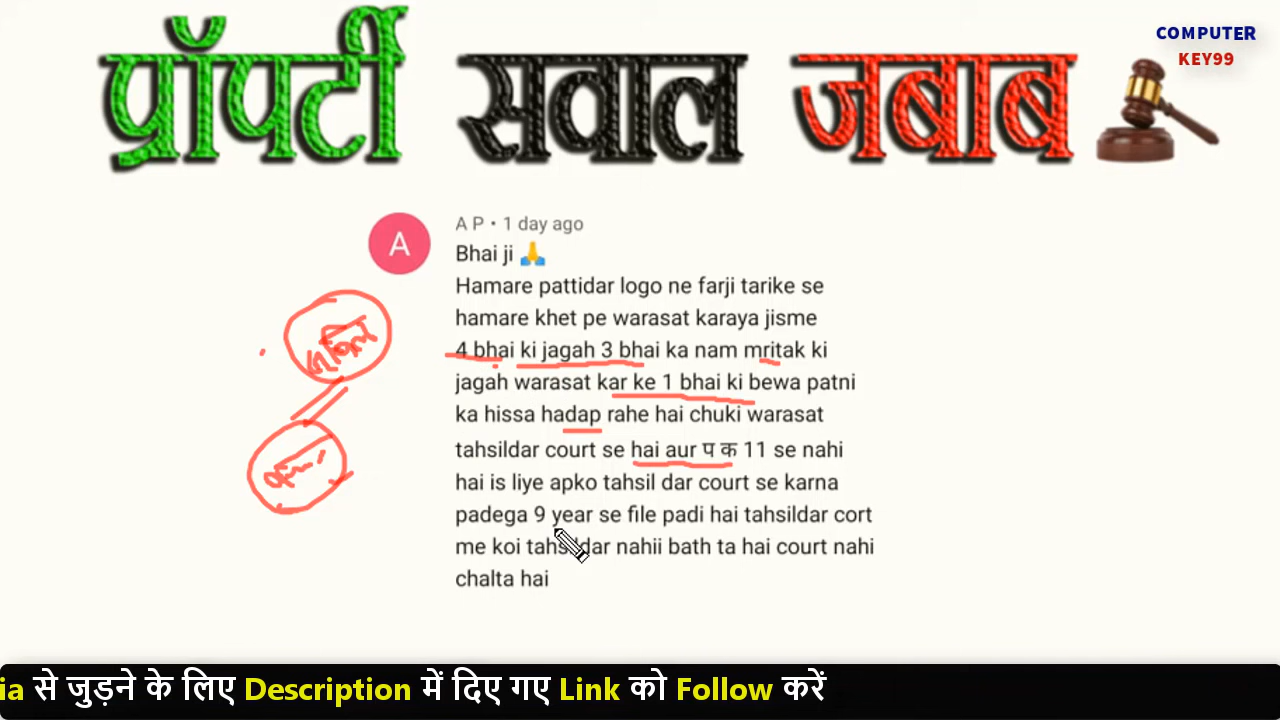 COMPUTER
KEY99
प्रॉपर्टी सवाल जबाब
A
A P • 1 day ago
Bhai ji 🙏
Hamare pattidar logo ne farji tarike se
hamare khet pe warasat karaya jisme
4 bhai ki jagah 3 bhai ka nam mritak ki
jagah warasat kar ke 1 bhai ki bewa patni
ka hissa hadap rahe hai chuki warasat
tahsildar court se hai aur प क 11 se nahi
hai is liye apko tahsil dar court se karna
padega 9 year se file padi hai tahsildar cort
me koi tahsildar nahii bath ta hai court nahi
chalta hai
ia से जुड़ने के लिए Description में दिए गए Link को Follow करें